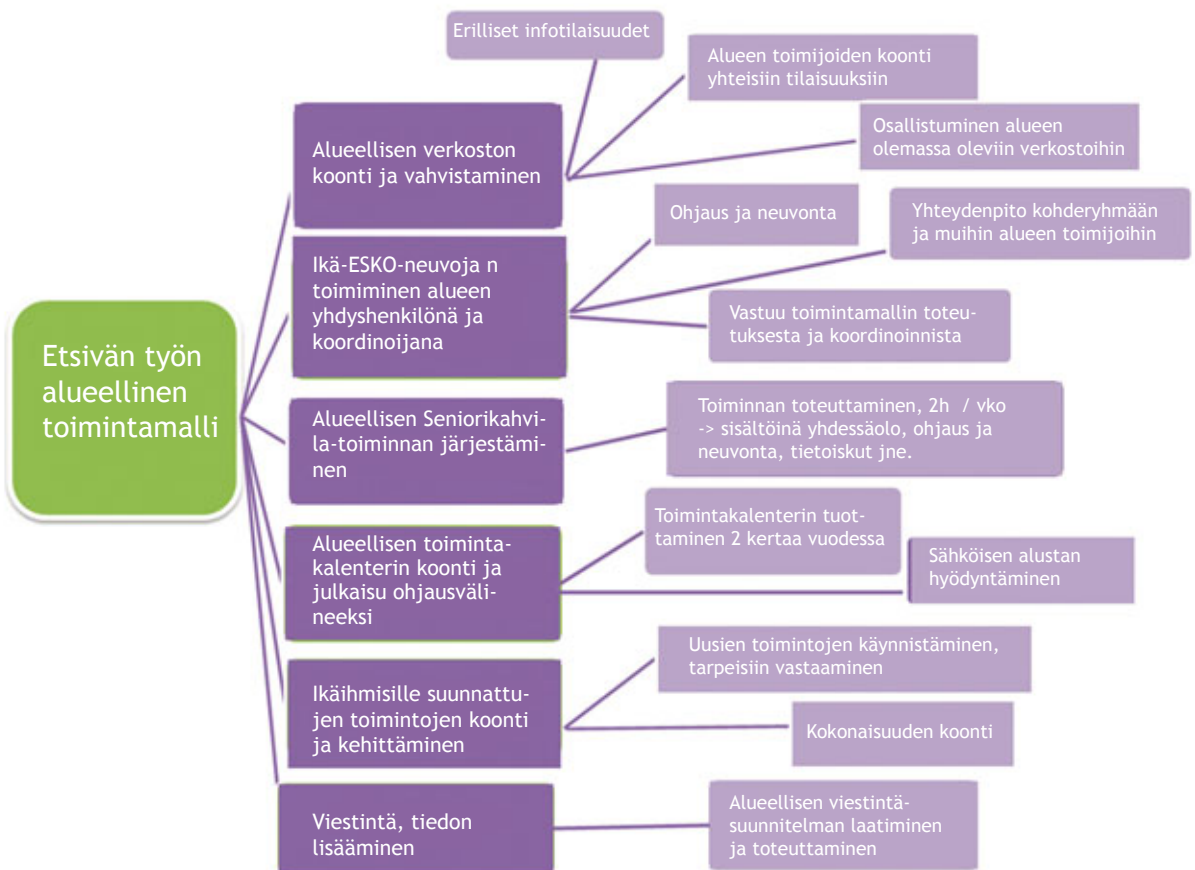 Etsivän työn
alueellinen
toimintamalli
Alueellisen verkoston
koonti ja vahvistaminen
Erilliset infotilaisuudet
Alueen toimijoiden koonti
yhteisiin tilaisuuksiin
Osallistuminen alueen
olemassa oleviin verkostoihin
Ikä-ESKO-neuvoja n
toimiminen alueen
yhdyshenkilönä ja
koordinoijana
Ohjaus ja neuvonta
Yhteydenpito kohderyhmään
ja muihin alueen toimijoihin
Vastuu toimintamallin toteu-
tuksesta ja koordinoinnista
Alueellisen Seniorikahvi-
la-toiminnan järjestämi-
nen
Toiminnan toteuttaminen, 2h / vko
-> sisältöinä yhdessäolo, ohjaus ja
neuvonta, tietoiskut jne.
Alueellisen toiminta-
kalenterin koonti ja
julkaisu ohjausväli-
neeksi
Toimintakalenterin tuot-
taminen 2 kertaa vuodessa
Sähköisen alustan
hyödyntäminen
Ikäihmisille suunnattu-
jen toimintojen koonti
ja kehittäminen
Uusien toimintojen käynnistäminen,
tarpeisiin vastaaminen
Kokonaisuuden koonti
Viestintä, tiedon
lisääminen
Alueellisen viestintä-
suunnitelman laatiminen
ja toteuttaminen